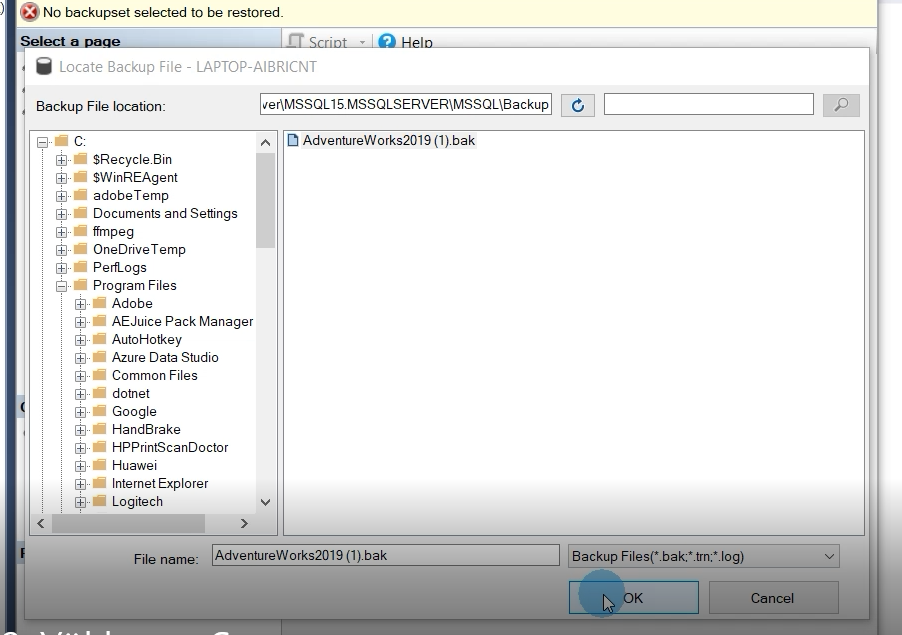 No backupset selected to be restored.
Select a page
Script
Help
Locate Backup File - LAPTOP-AIBRICNT
Backup File location:
ver\MSSQL15.MSSQLSERVER\MSSQL\Backup
C:
$Recycle.Bin
$WinREAgent
adobeTemp
Documents and Settings
ffmpeg
OneDriveTemp
PerfLogs
Program Files
Adobe
AEJuice Pack Manager
AutoHotkey
Azure Data Studio
Common Files
dotnet
Google
HandBrake
HPPrintScanDoctor
Huawei
Internet Explorer
Logitech
AdventureWorks2019 (1).bak
File name:
AdventureWorks2019 (1).bak
Backup Files(*.bak;*.trn;*.log)
OK
Cancel